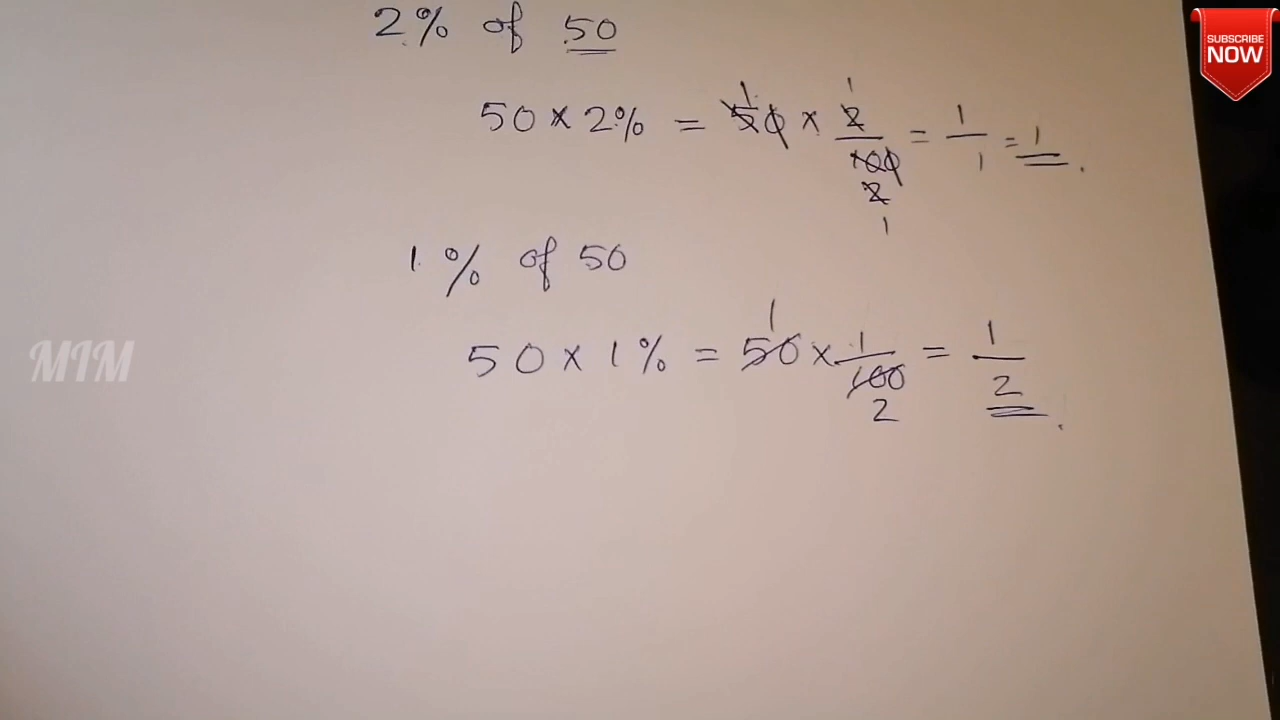 2% of 50
SUBSCRIBE
NOW
50 × 2% = 50 × 2/100 = 1/1 = 1.
1% of 50
MIM
50 × 1% = 50 × 1/100 = 1/2.